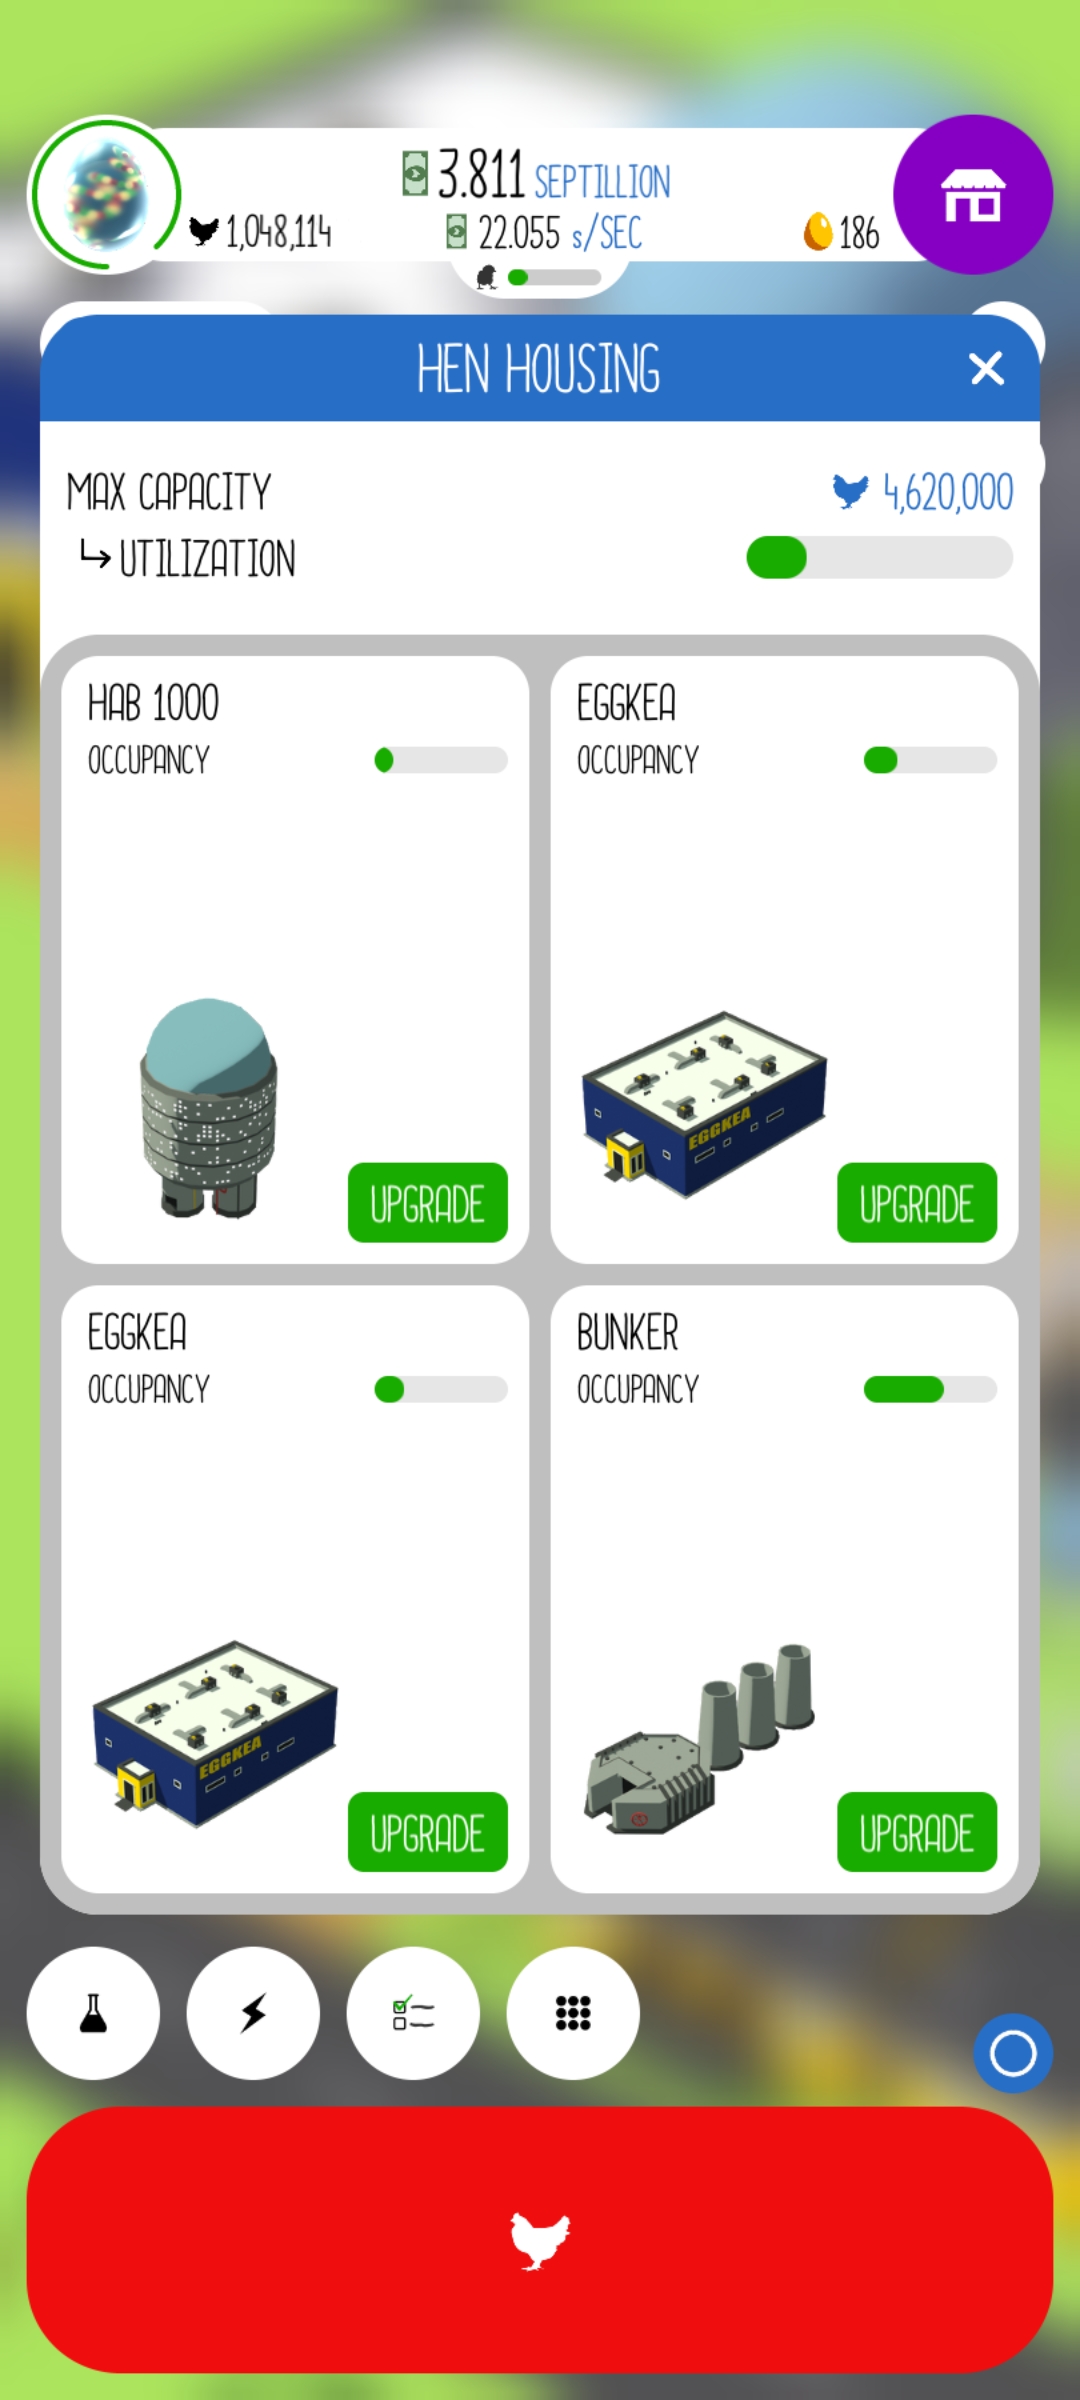 3.811 SEPTILLION
1,048,114 22.055 s/SEC 186
HEN HOUSING
MAX CAPACITY 4,620,000
UTILIZATION
HAB 1000
OCCUPANCY
UPGRADE
EGGKEA
OCCUPANCY
EGGKEA
UPGRADE
EGGKEA
OCCUPANCY
EGGKEA
UPGRADE
BUNKER
OCCUPANCY
UPGRADE